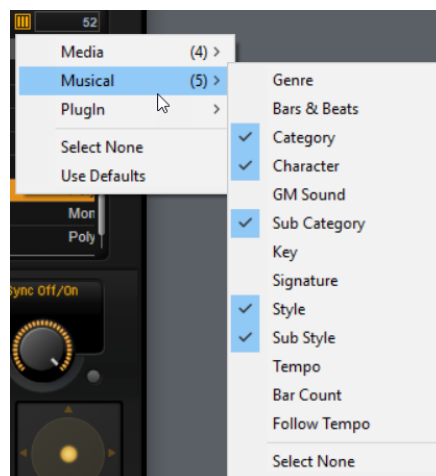 52
Media (4) >
Musical (5) >
PlugIn >
Select None
Use Defaults
Genre
Bars & Beats
Category
Character
GM Sound
Sub Category
Key
Signature
Style
Sub Style
Tempo
Bar Count
Follow Tempo
Select None
Mon
Poly
Sync Off/On